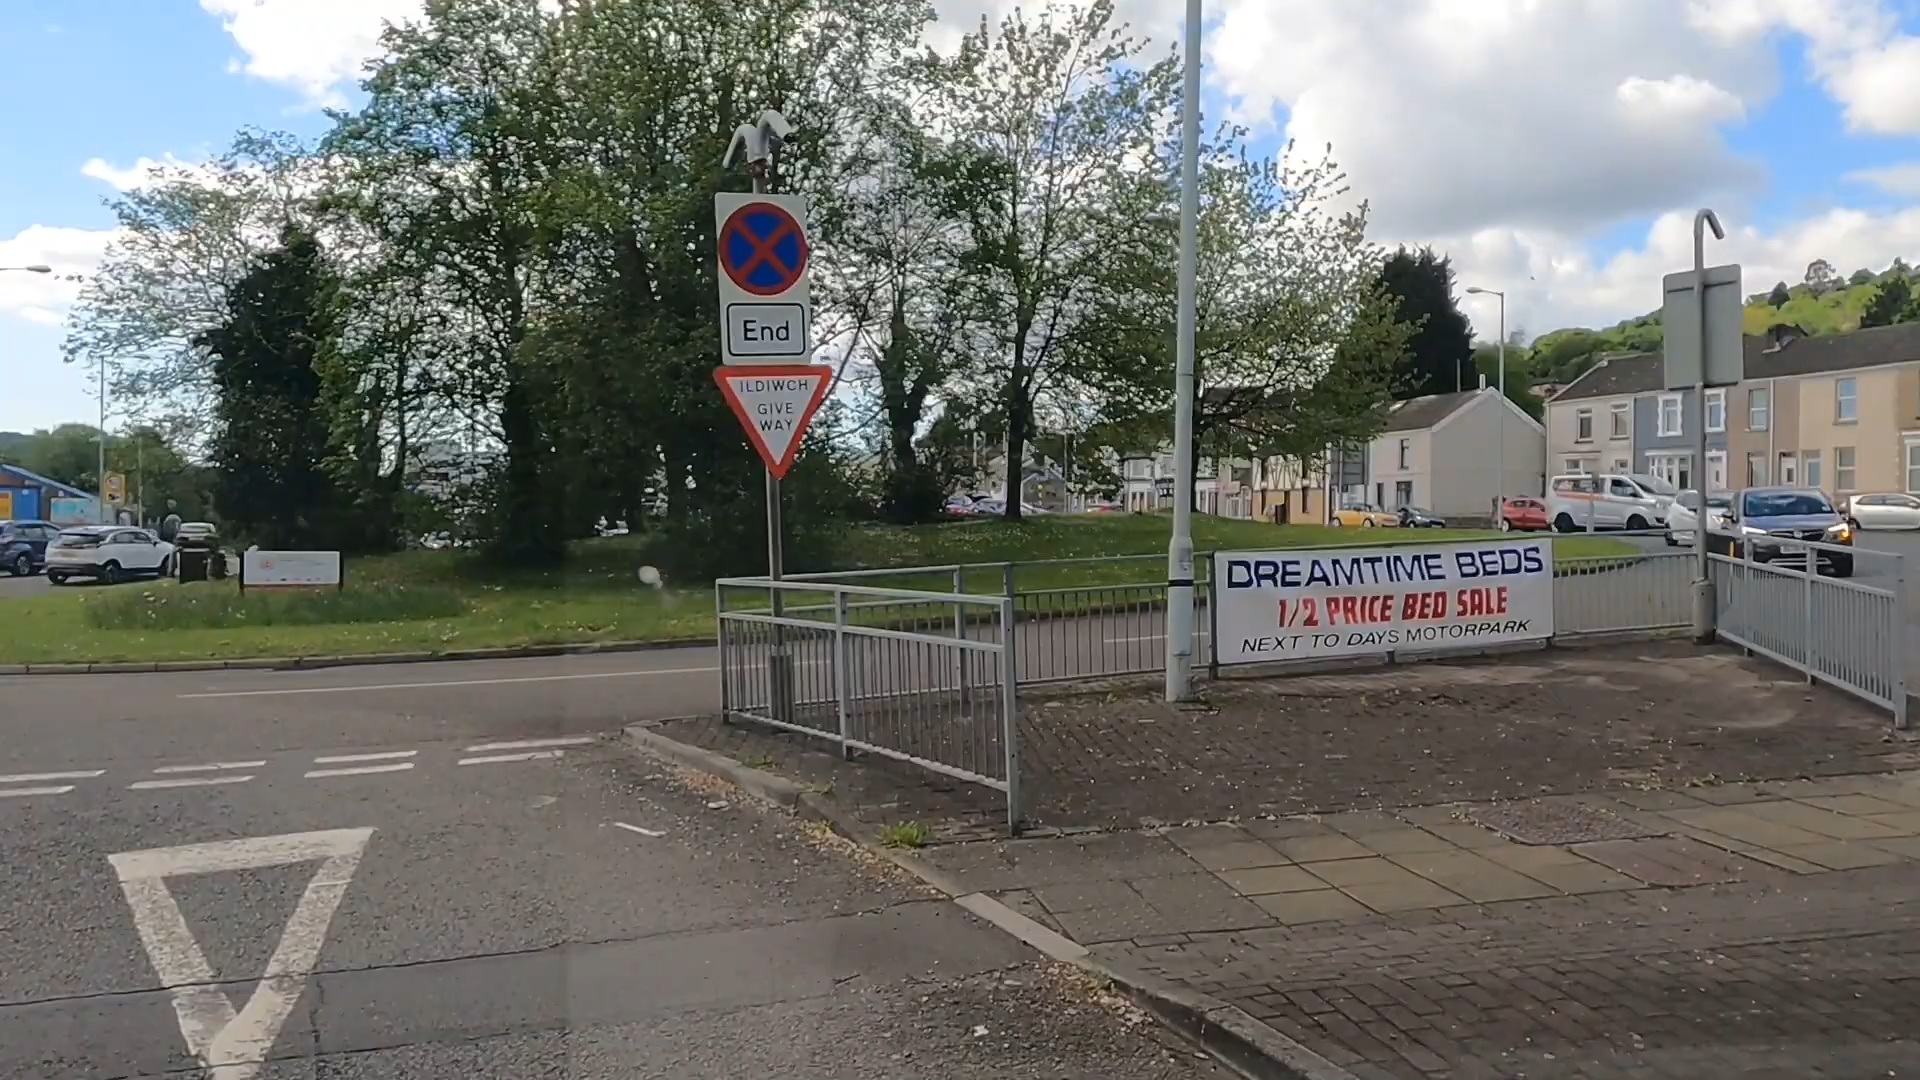 End
ILDIWCH
GIVE
WAY
DREAMTIME BEDS
1/2 PRICE BED SALE
NEXT TO DAYS MOTORPARK